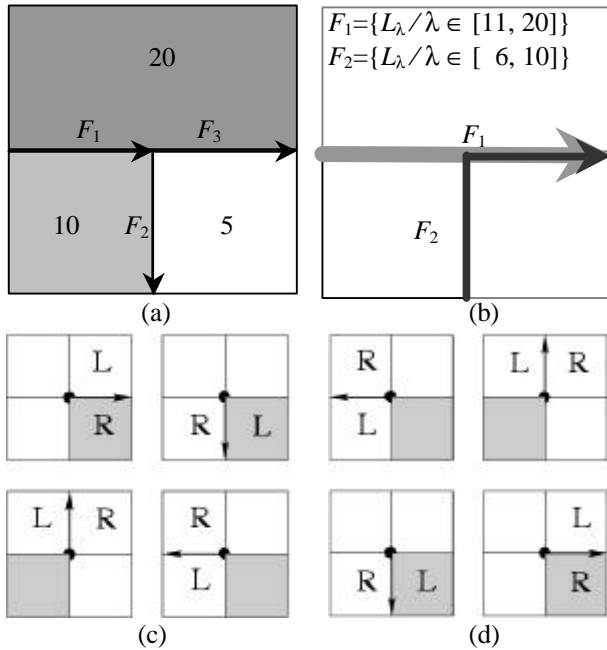 20
F1 F3
10 F2 5
(a)
F1={Lλ/λ ∈ [11, 20]}
F2={Lλ/λ ∈ [ 6, 10]}
F1
F2
(b)
L
R
R L
R
L
L R
L R
R
L
R L
L
R
(c)
(d)